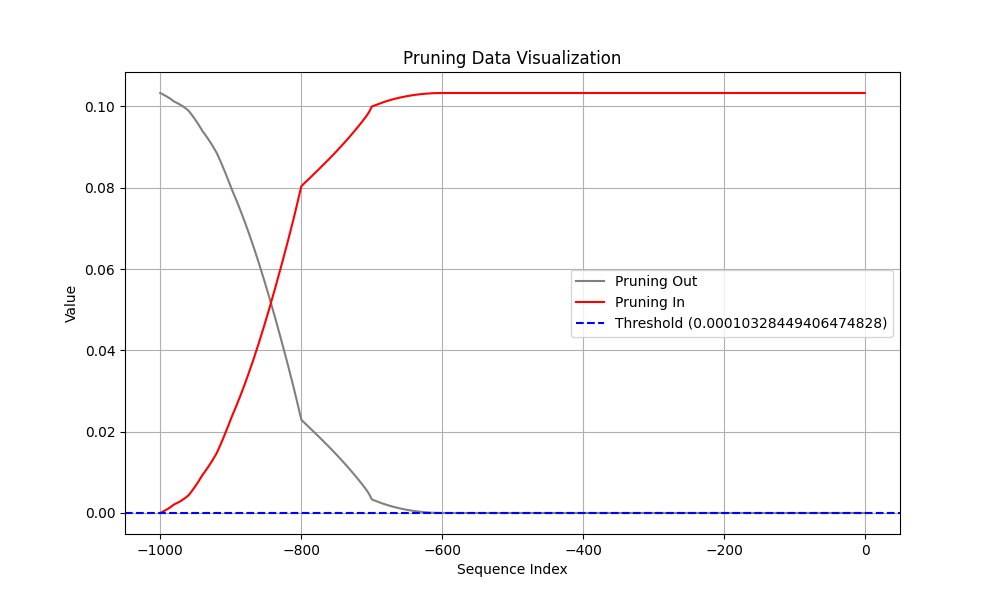 Pruning Data Visualization
Value
0.10
0.08
0.06
0.04
0.02
0.00
Pruning Out
Pruning In
Threshold (0.00010328449406474828)
−1000
−800
−600
−400
−200
0
Sequence Index